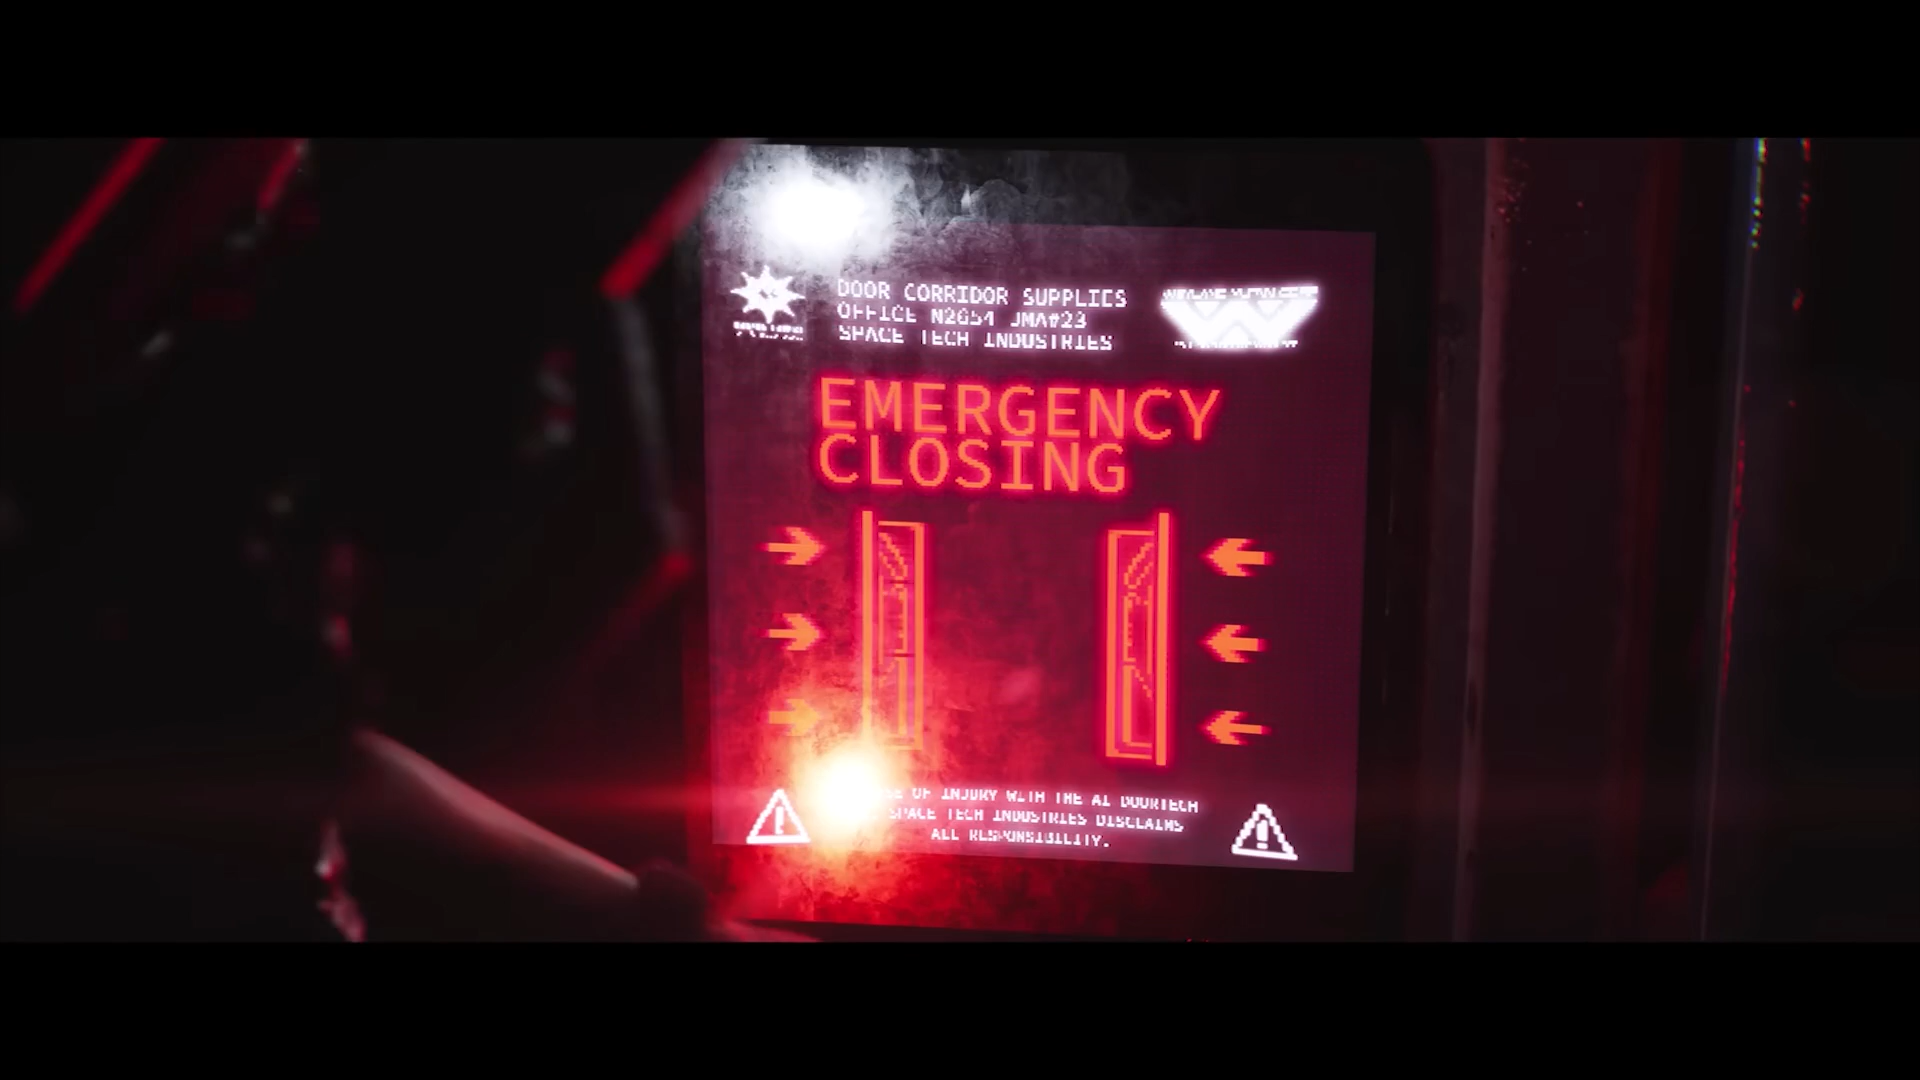 DOOR CORRIDOR SUPPLIES
OFFICE N2654 JMA#23
SPACE TECH INDUSTRIES
EMERGENCY
CLOSING
OF INJURY WITH THE AI DOORTECH
SPACE TECH INDUSTRIES DISCLAIMS
ALL RESPONSIBILITY.